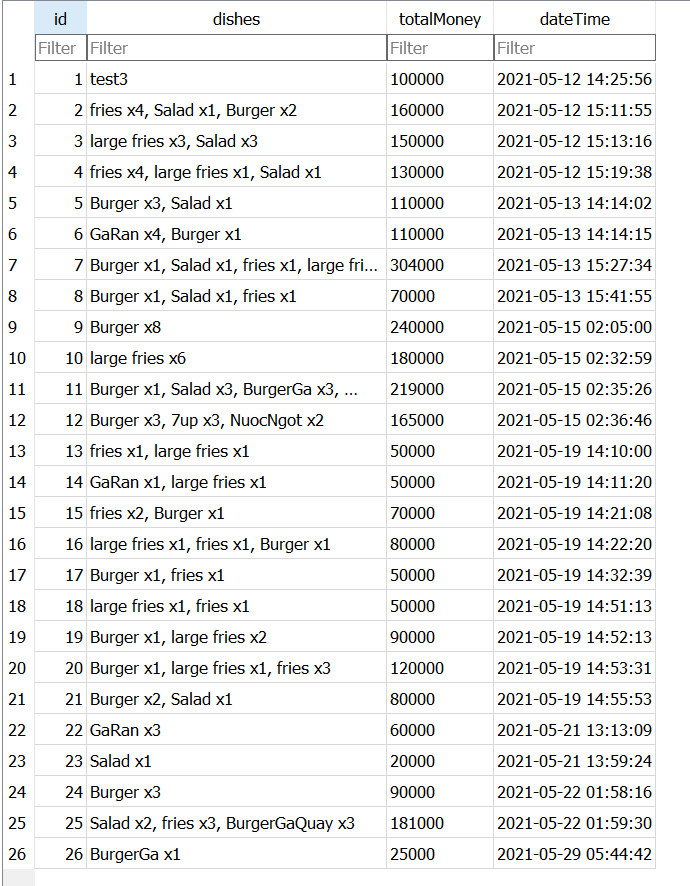 id dishes totalMoney dateTime
Filter Filter Filter Filter
1 1 test3 100000 2021-05-12 14:25:56
2 2 fries x4, Salad x1, Burger x2 160000 2021-05-12 15:11:55
3 3 large fries x3, Salad x3 150000 2021-05-12 15:13:16
4 4 fries x4, large fries x1, Salad x1 130000 2021-05-12 15:19:38
5 5 Burger x3, Salad x1 110000 2021-05-13 14:14:02
6 6 GaRan x4, Burger x1 110000 2021-05-13 14:14:15
7 7 Burger x1, Salad x1, fries x1, large fri... 304000 2021-05-13 15:27:34
8 8 Burger x1, Salad x1, fries x1 70000 2021-05-13 15:41:55
9 9 Burger x8 240000 2021-05-15 02:05:00
10 10 large fries x6 180000 2021-05-15 02:32:59
11 11 Burger x1, Salad x3, BurgerGa x3, ... 219000 2021-05-15 02:35:26
12 12 Burger x3, 7up x3, NuocNgot x2 165000 2021-05-15 02:36:46
13 13 fries x1, large fries x1 50000 2021-05-19 14:10:00
14 14 GaRan x1, large fries x1 50000 2021-05-19 14:11:20
15 15 fries x2, Burger x1 70000 2021-05-19 14:21:08
16 16 large fries x1, fries x1, Burger x1 80000 2021-05-19 14:22:20
17 17 Burger x1, fries x1 50000 2021-05-19 14:32:39
18 18 large fries x1, fries x1 50000 2021-05-19 14:51:13
19 19 Burger x1, large fries x2 90000 2021-05-19 14:52:13
20 20 Burger x1, large fries x1, fries x3 120000 2021-05-19 14:53:31
21 21 Burger x2, Salad x1 80000 2021-05-19 14:55:53
22 22 GaRan x3 60000 2021-05-21 13:13:09
23 23 Salad x1 20000 2021-05-21 13:59:24
24 24 Burger x3 90000 2021-05-22 01:58:16
25 25 Salad x2, fries x3, BurgerGaQuay x3 181000 2021-05-22 01:59:30
26 26 BurgerGa x1 25000 2021-05-29 05:44:42